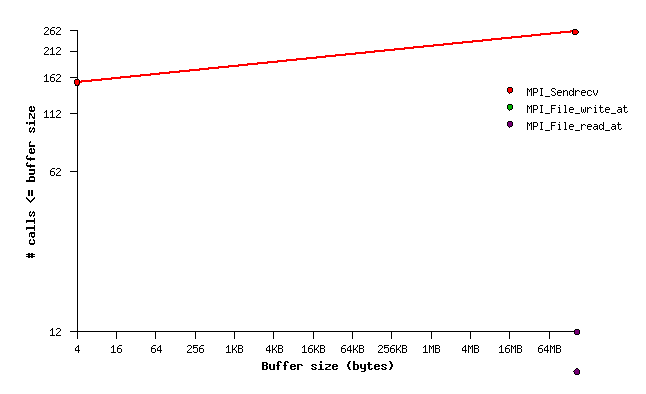 262
212
162
112
62
12
# calls <= buffer size
MPI_Sendrecv
MPI_File_write_at
MPI_File_read_at
4 16 64 256 1KB 4KB 16KB 64KB 256KB 1MB 4MB 16MB 64MB
Buffer size (bytes)